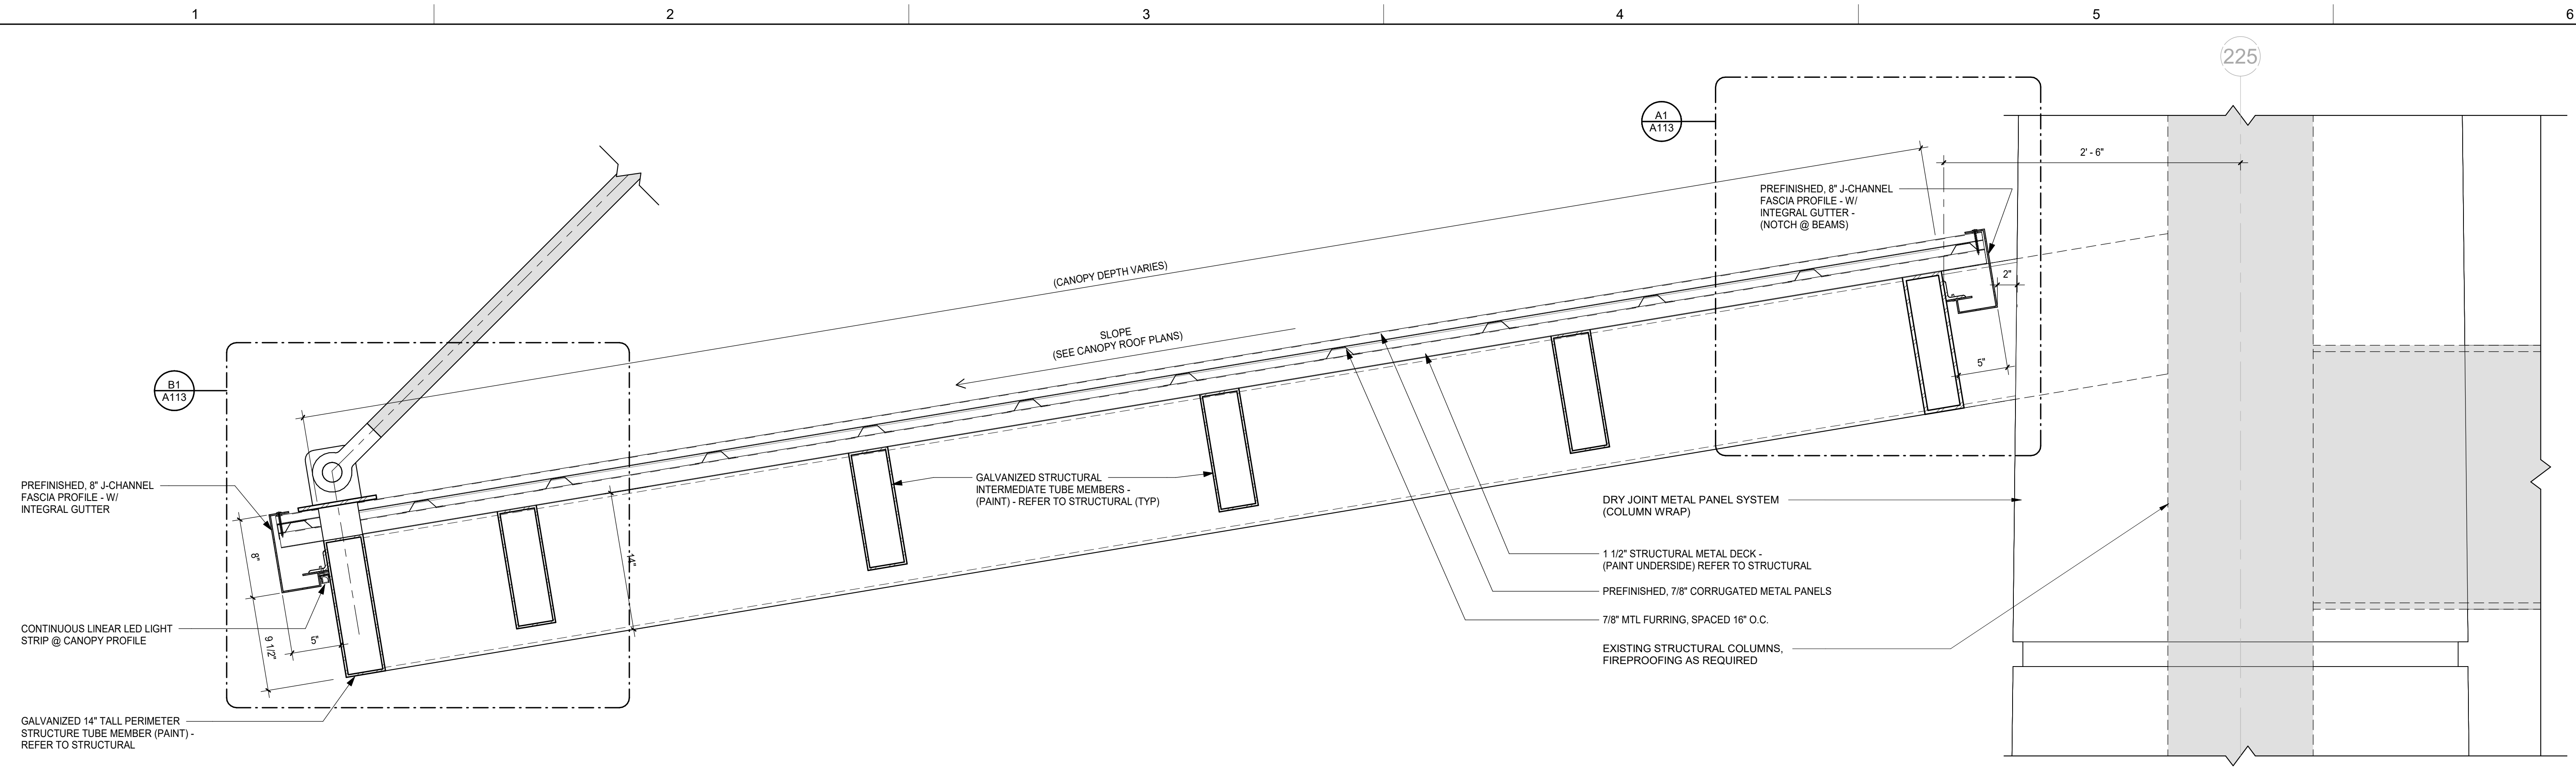 1
2
3
4
5
6
225
A1
A113
2' - 6"
PREFINISHED, 8" J-CHANNEL
FASCIA PROFILE - W/
INTEGRAL GUTTER -
(NOTCH @ BEAMS)
(CANOPY DEPTH VARIES)
2"
SLOPE
(SEE CANOPY ROOF PLANS)
5"
B1
A113
PREFINISHED, 8" J-CHANNEL
FASCIA PROFILE - W/
INTEGRAL GUTTER
GALVANIZED STRUCTURAL
INTERMEDIATE TUBE MEMBERS -
(PAINT) - REFER TO STRUCTURAL (TYP)
DRY JOINT METAL PANEL SYSTEM
(COLUMN WRAP)
8"
14"
1 1/2" STRUCTURAL METAL DECK -
(PAINT UNDERSIDE) REFER TO STRUCTURAL
PREFINISHED, 7/8" CORRUGATED METAL PANELS
7/8" MTL FURRING, SPACED 16" O.C.
CONTINUOUS LINEAR LED LIGHT
STRIP @ CANOPY PROFILE
5"
9 1/2"
EXISTING STRUCTURAL COLUMNS,
FIREPROOFING AS REQUIRED
GALVANIZED 14" TALL PERIMETER
STRUCTURE TUBE MEMBER (PAINT) -
REFER TO STRUCTURAL